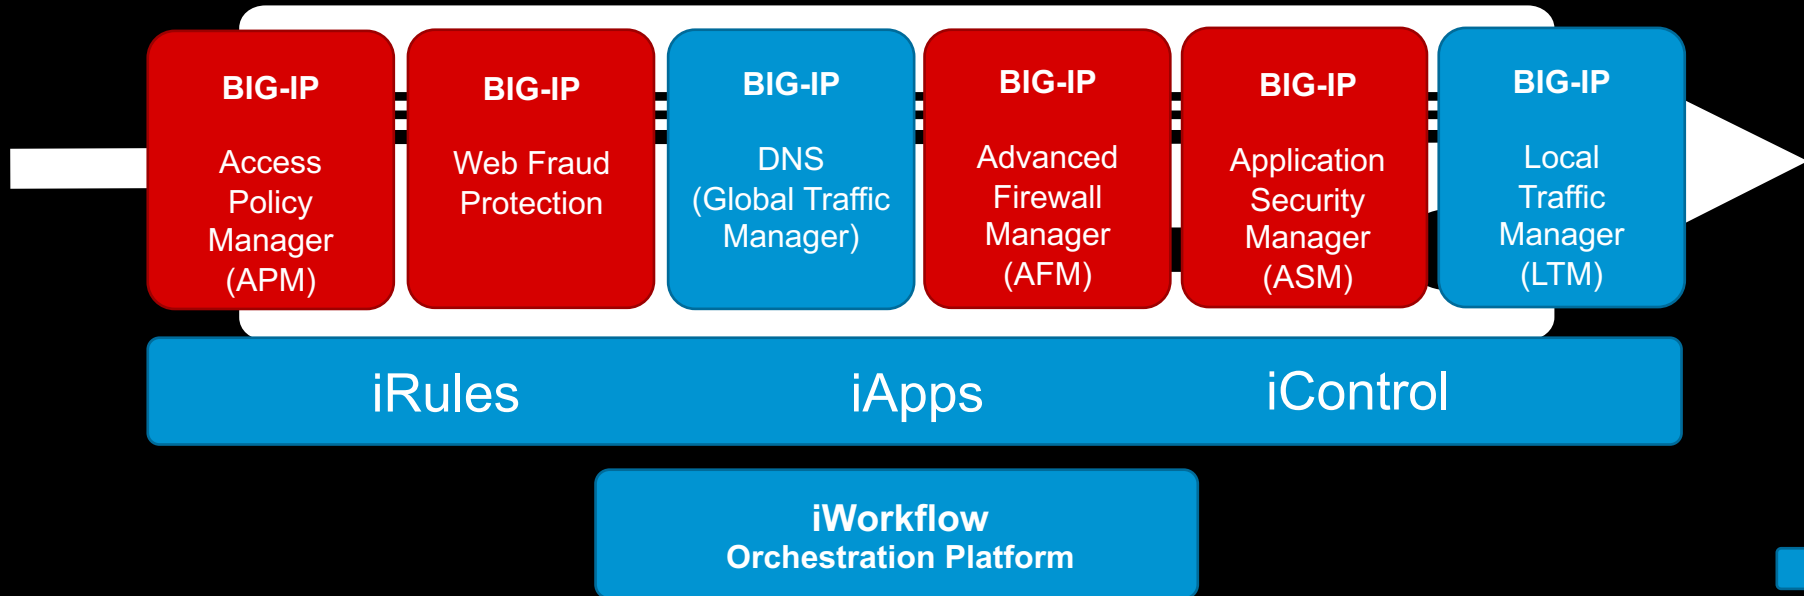 BIG-IP
Access
Policy
Manager
(APM)
BIG-IP
Web Fraud
Protection
BIG-IP
DNS
(Global Traffic
Manager)
BIG-IP
Advanced
Firewall
Manager
(AFM)
BIG-IP
Application
Security
Manager
(ASM)
BIG-IP
Local
Traffic
Manager
(LTM)
iRules
iApps
iControl
iWorkflow
Orchestration Platform